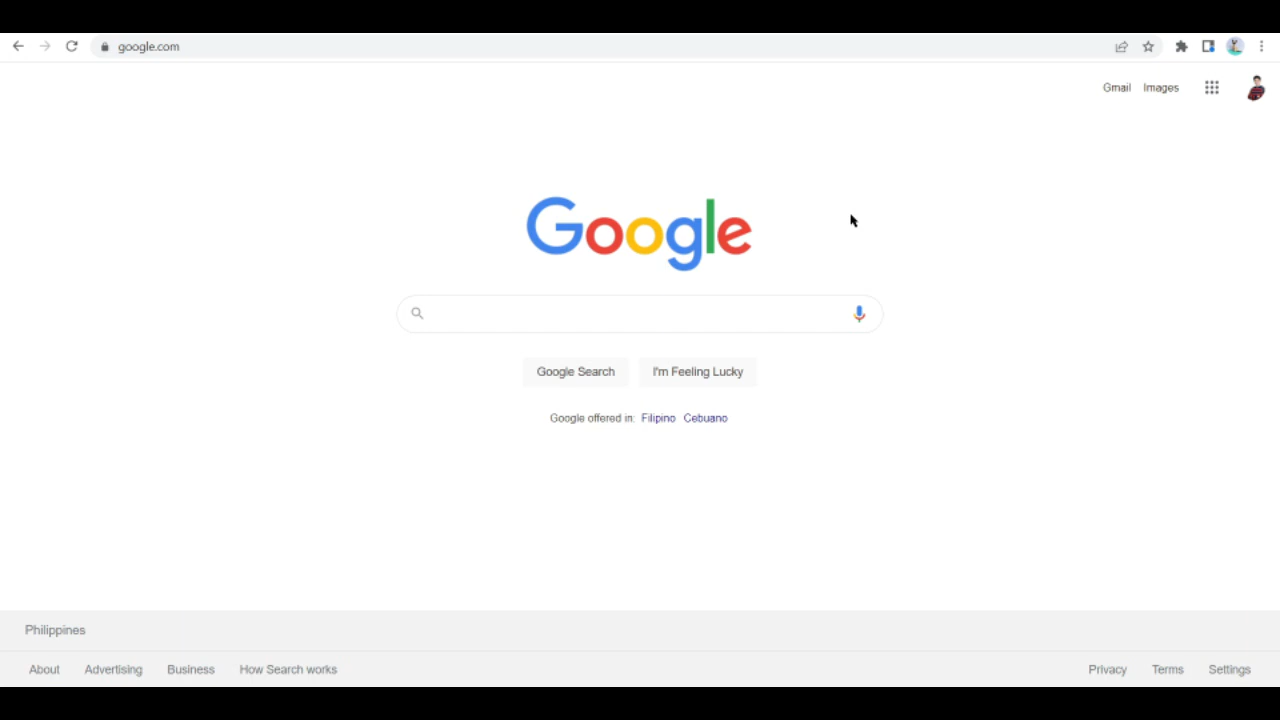 google.com
Gmail Images
Google
Google Search I'm Feeling Lucky
Google offered in: Filipino Cebuano
Philippines
About Advertising Business How Search works Privacy Terms Settings